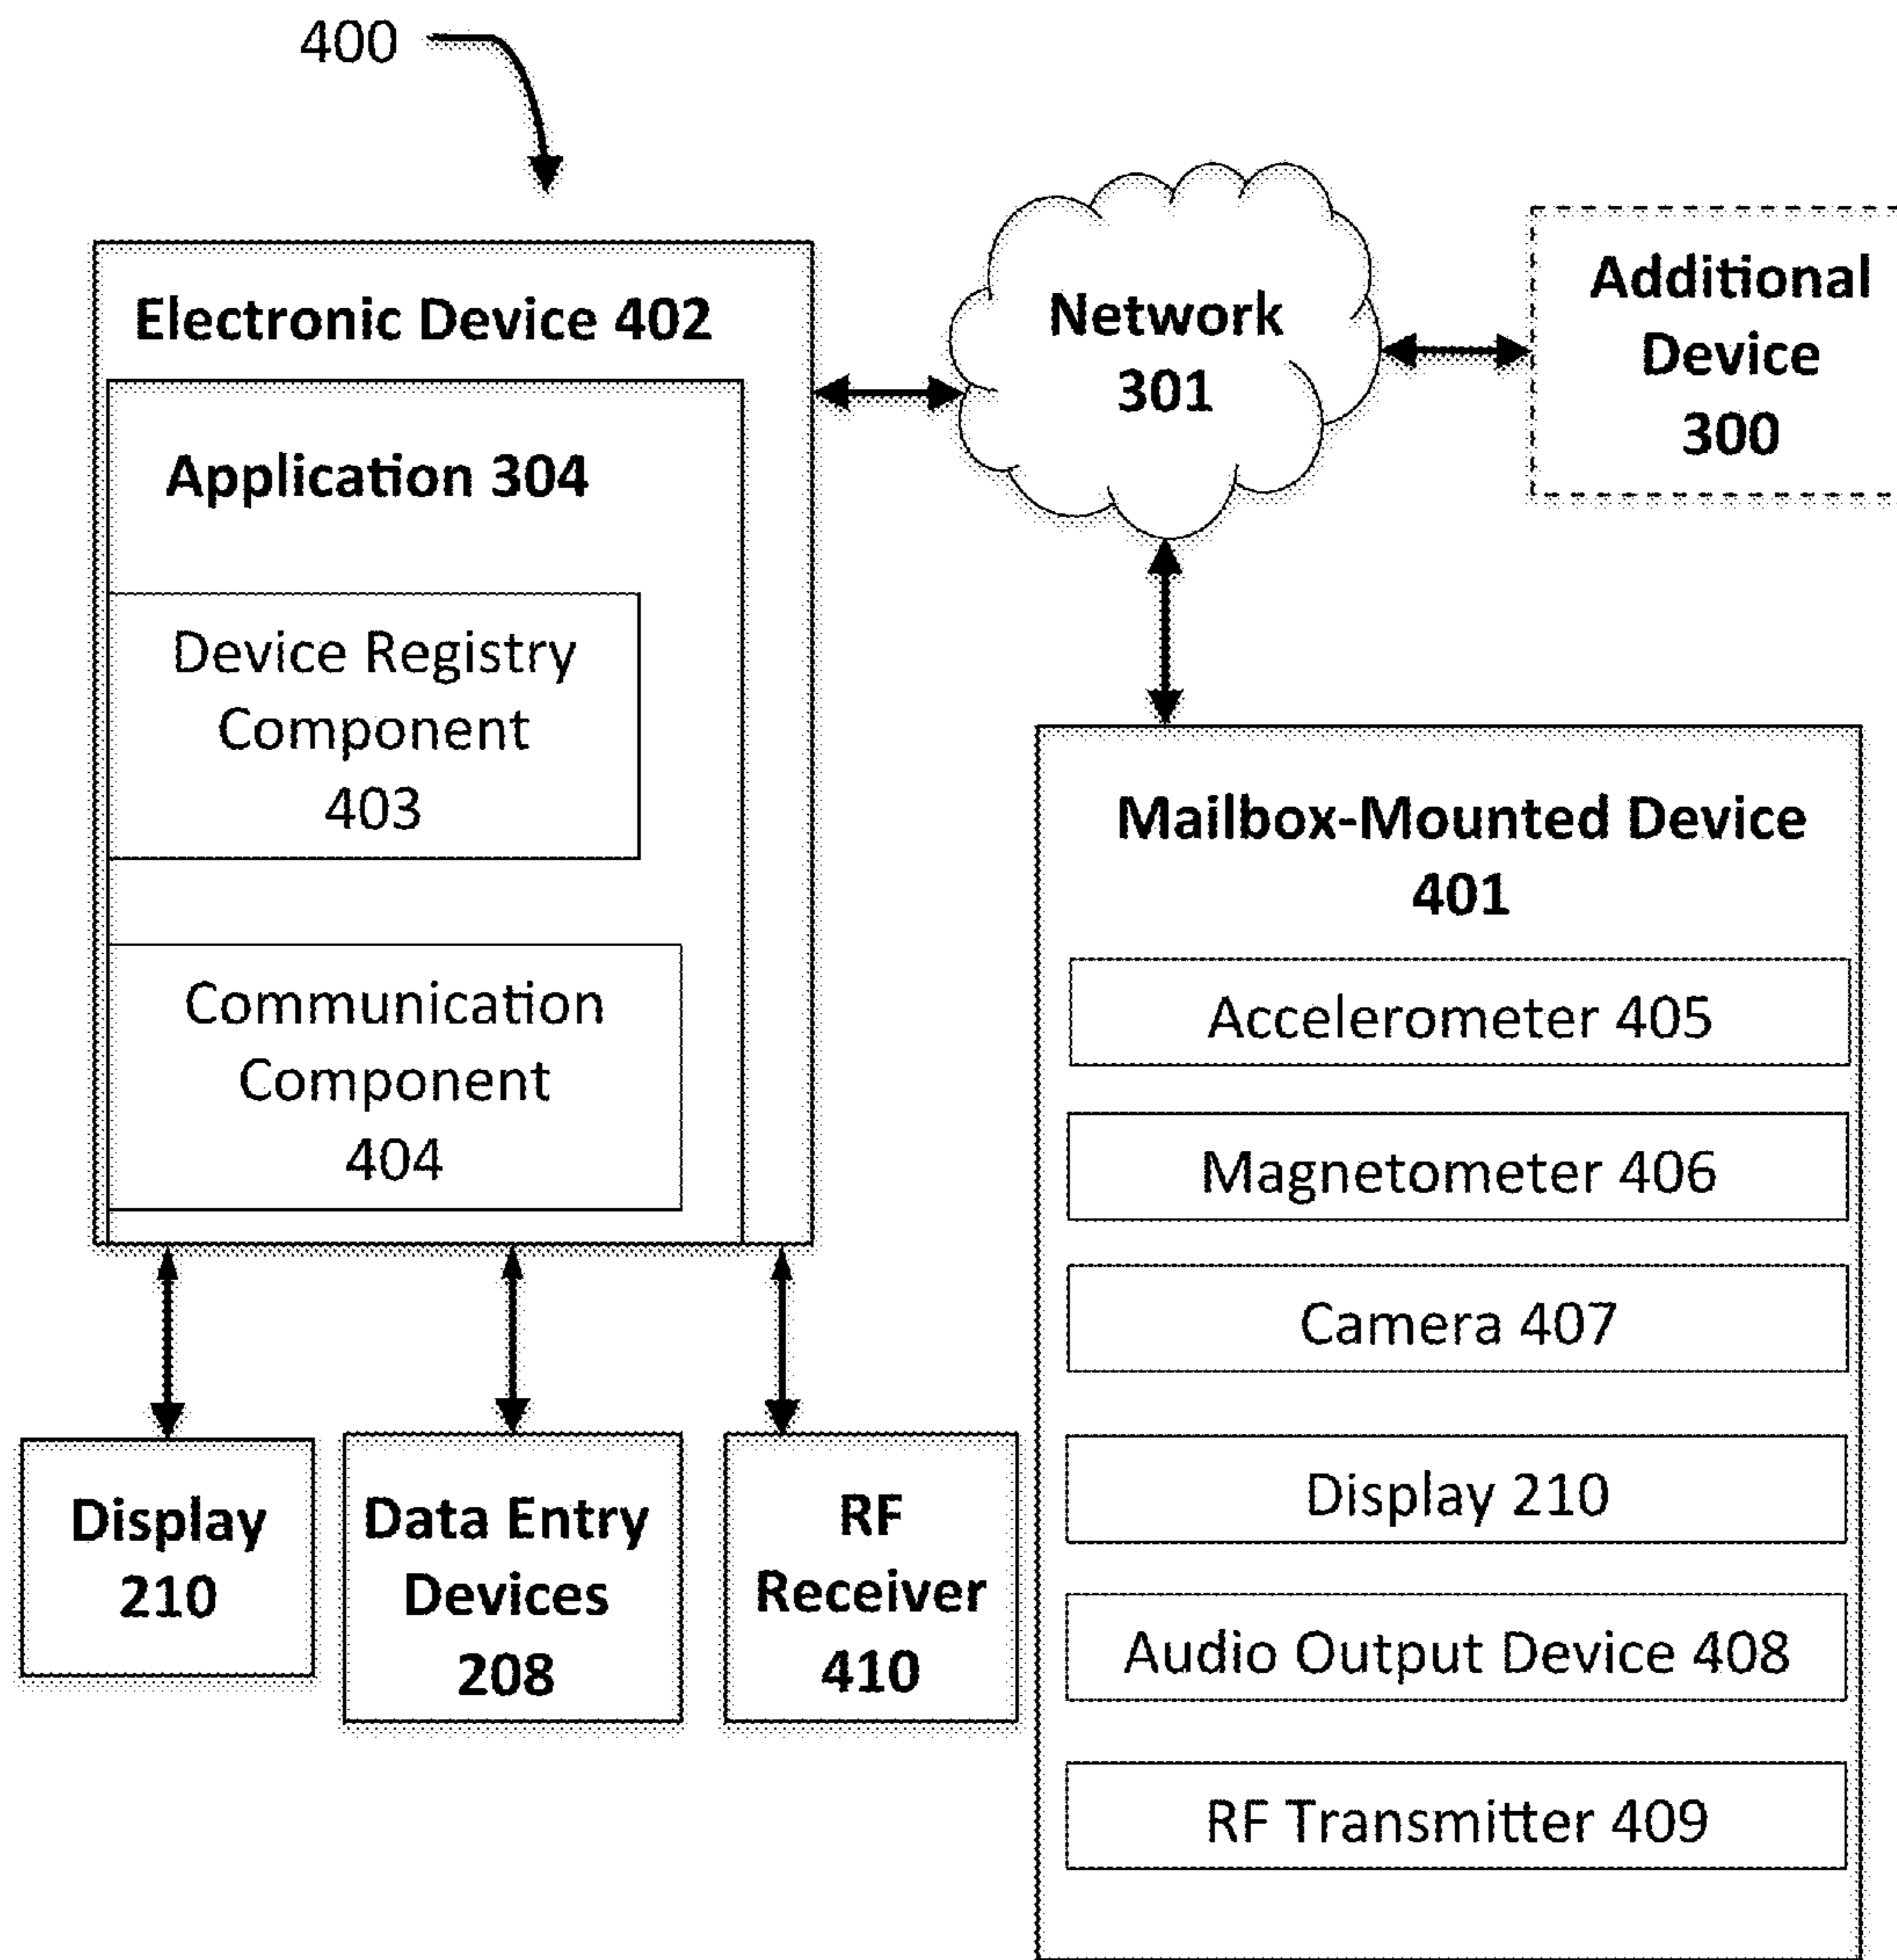 400
Electronic Device 402
Application 304
Device Registry
Component
403
Communication
Component
404
Network
301
Additional
Device
300
Mailbox-Mounted Device
401
Accelerometer 405
Magnetometer 406
Camera 407
Display 210
Audio Output Device 408
RF Transmitter 409
Display
210
Data Entry
Devices
208
RF
Receiver
410